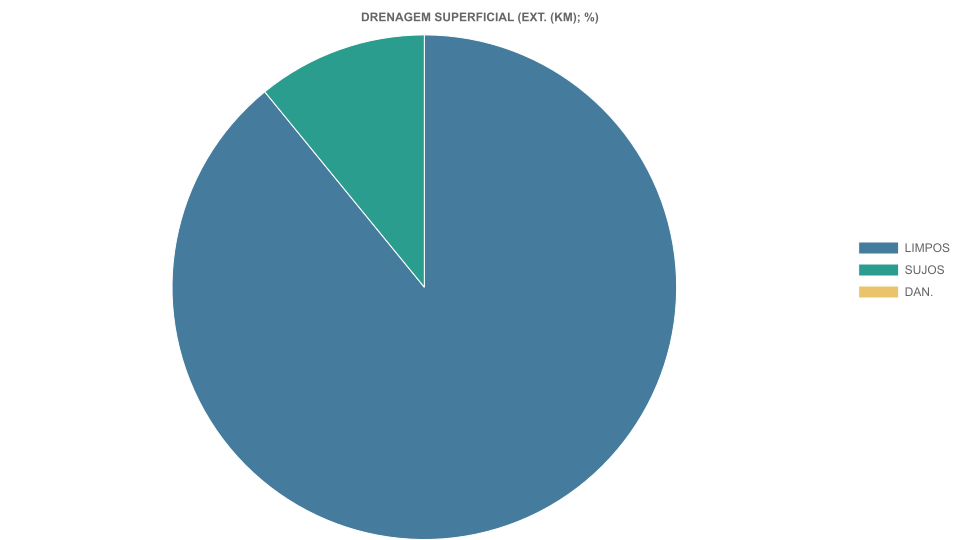 DRENAGEM SUPERFICIAL (EXT. (KM); %)
LIMPOS
SUJOS
DAN.